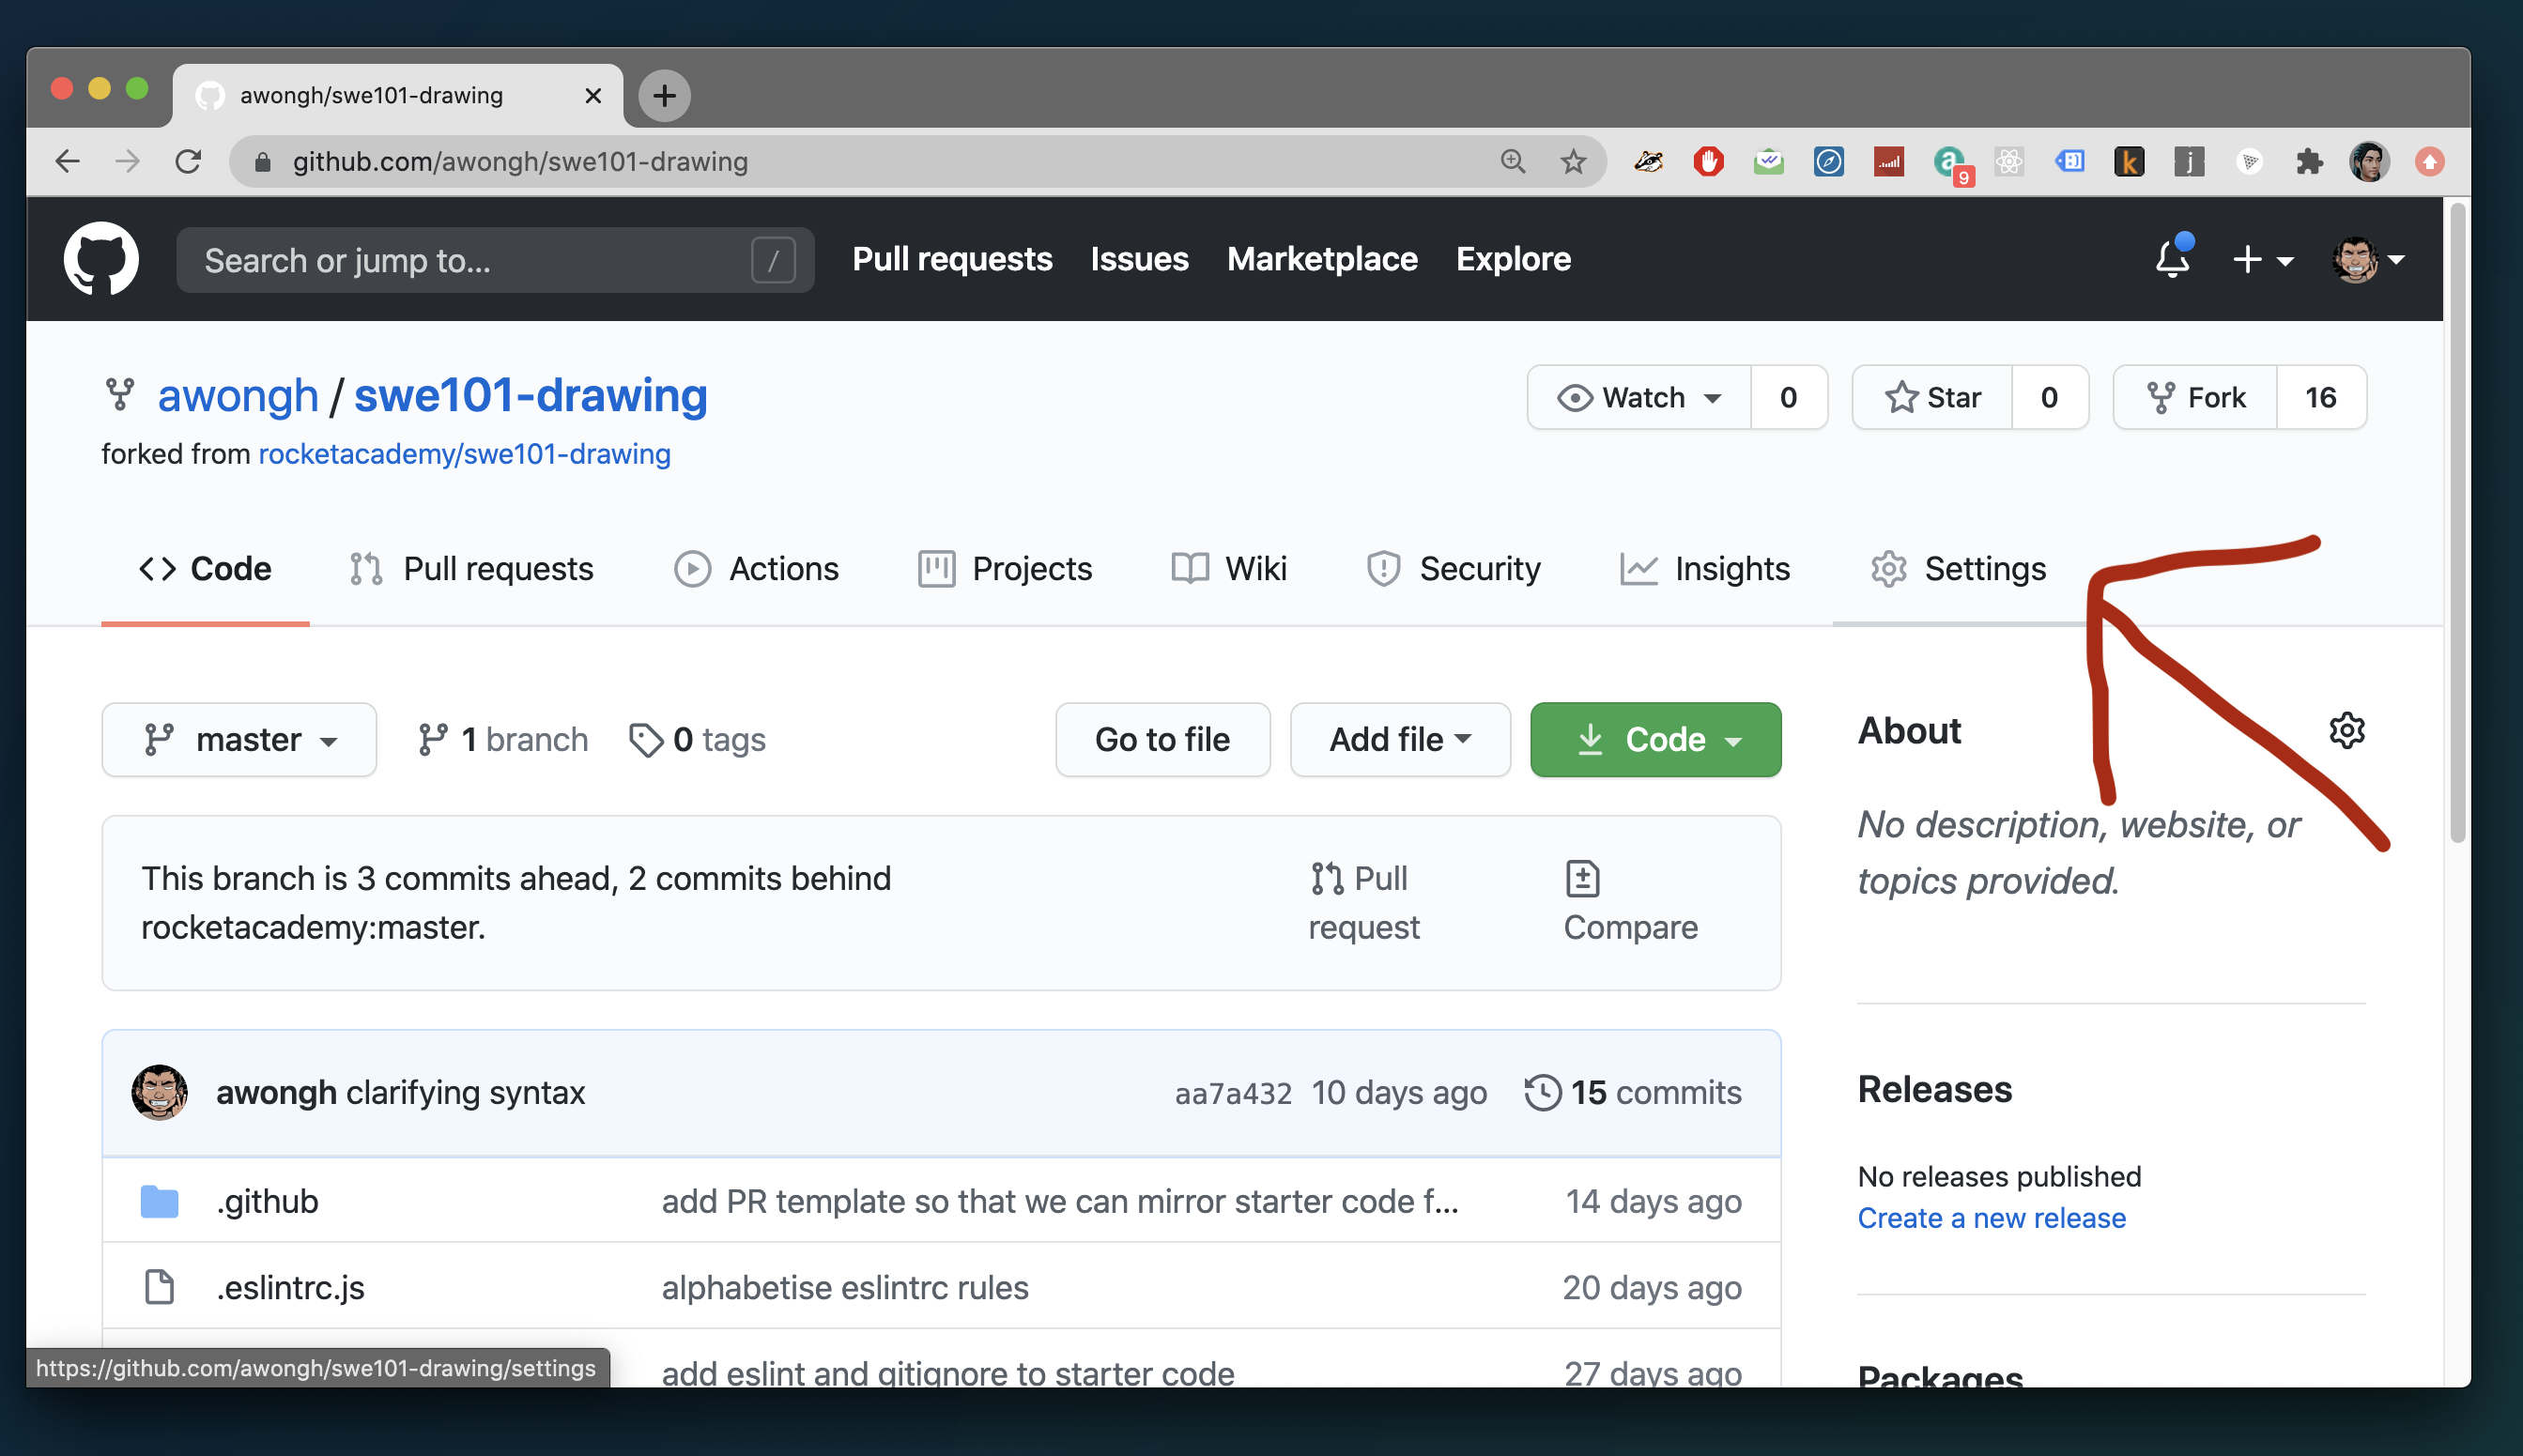 awongh/swe101-drawing
github.com/awongh/swe101-drawing
9
k
j
Search or jump to... /
Pull requests Issues Marketplace Explore
awongh / swe101-drawing
Watch 0 Star 0 Fork 16
forked from rocketacademy/swe101-drawing
Code Pull requests Actions Projects Wiki Security Insights Settings
master 1 branch 0 tags Go to file Add file Code
This branch is 3 commits ahead, 2 commits behind
rocketacademy:master.
Pull
request
Compare
awongh clarifying syntax aa7a432 10 days ago 15 commits
.github add PR template so that we can mirror starter code f... 14 days ago
.eslintrc.js alphabetise eslintrc rules 20 days ago
add eslint and gitignore to starter code 27 days ago
About
No description, website, or
topics provided.
Releases
No releases published
Create a new release
Packages
https://github.com/awongh/swe101-drawing/settings